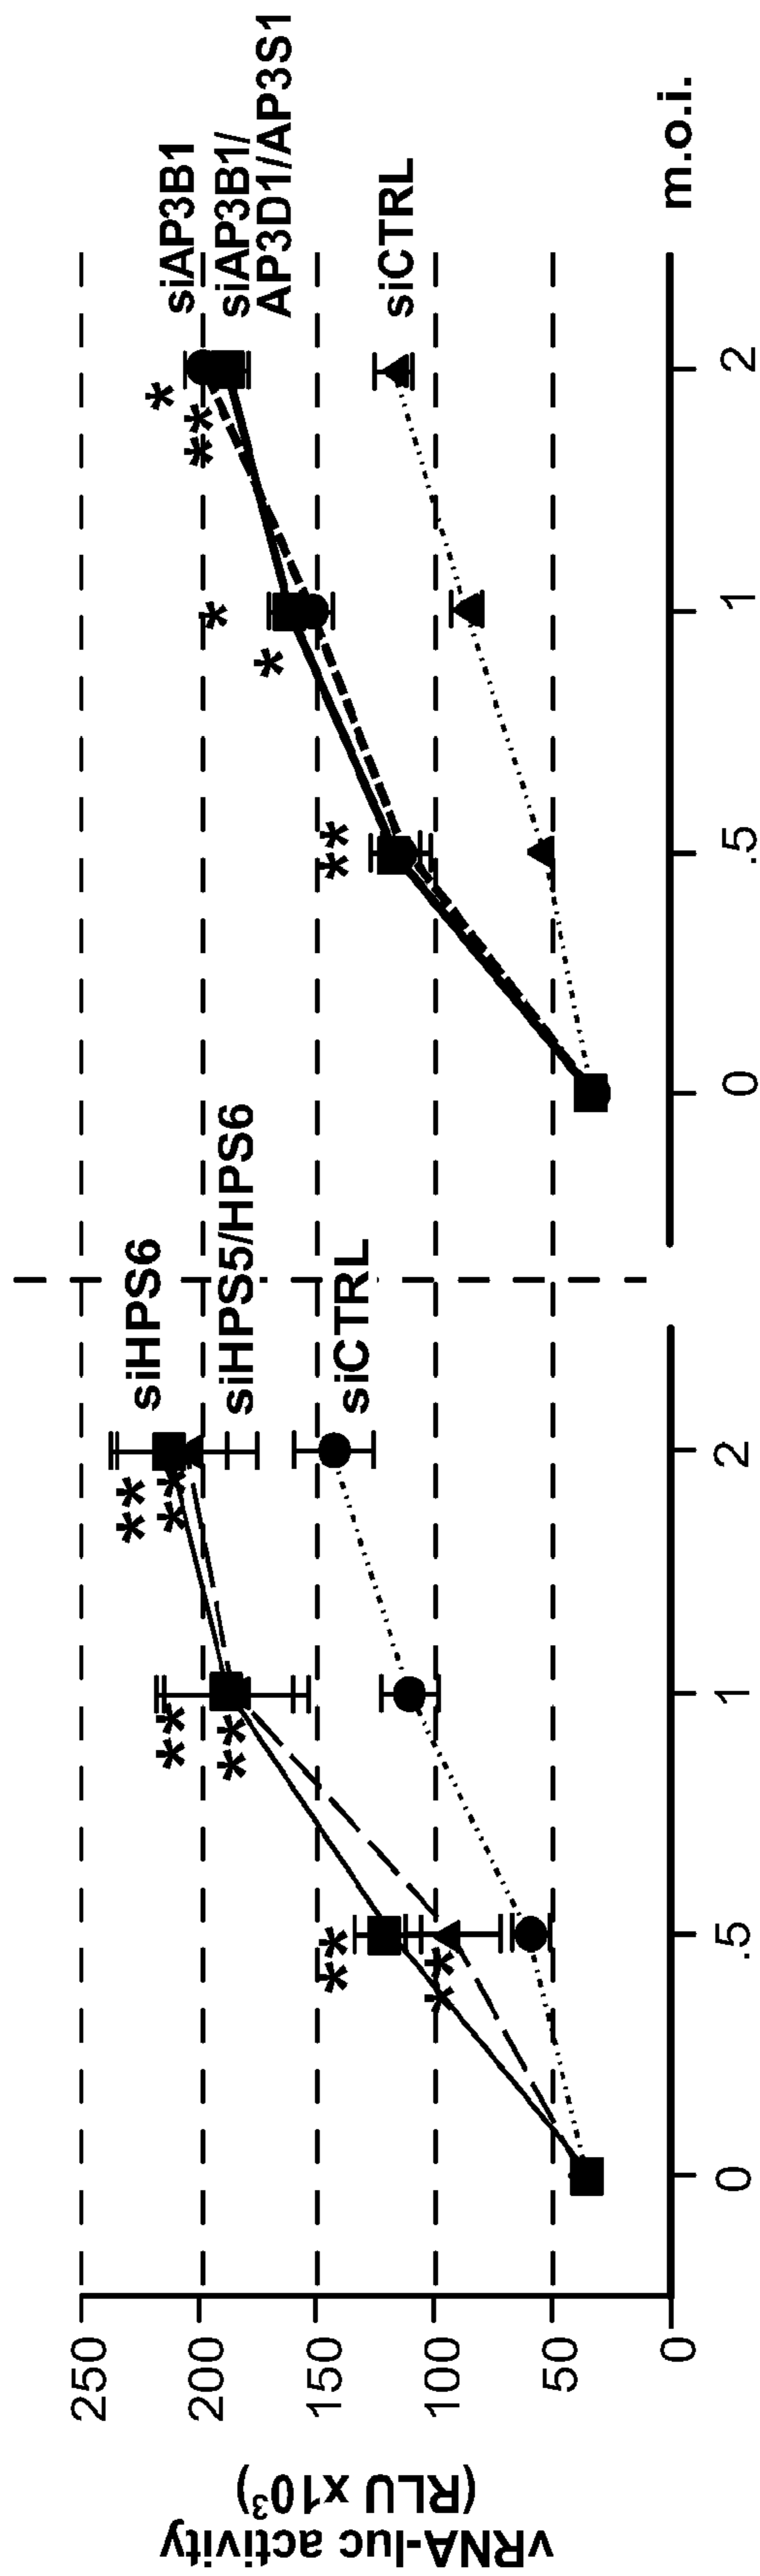 vRNA-luc activity
(RLU x10³)
250
200
150
100
50
0
siHPS6
siHPS5/HPS6
siCTRL
**
**
**
**
**
**
0
.5
1
2
siAP3B1
siAP3B1/
AP3D1/AP3S1
siCTRL
**
*
*
*
**
0
.5
1
2
m.o.i.